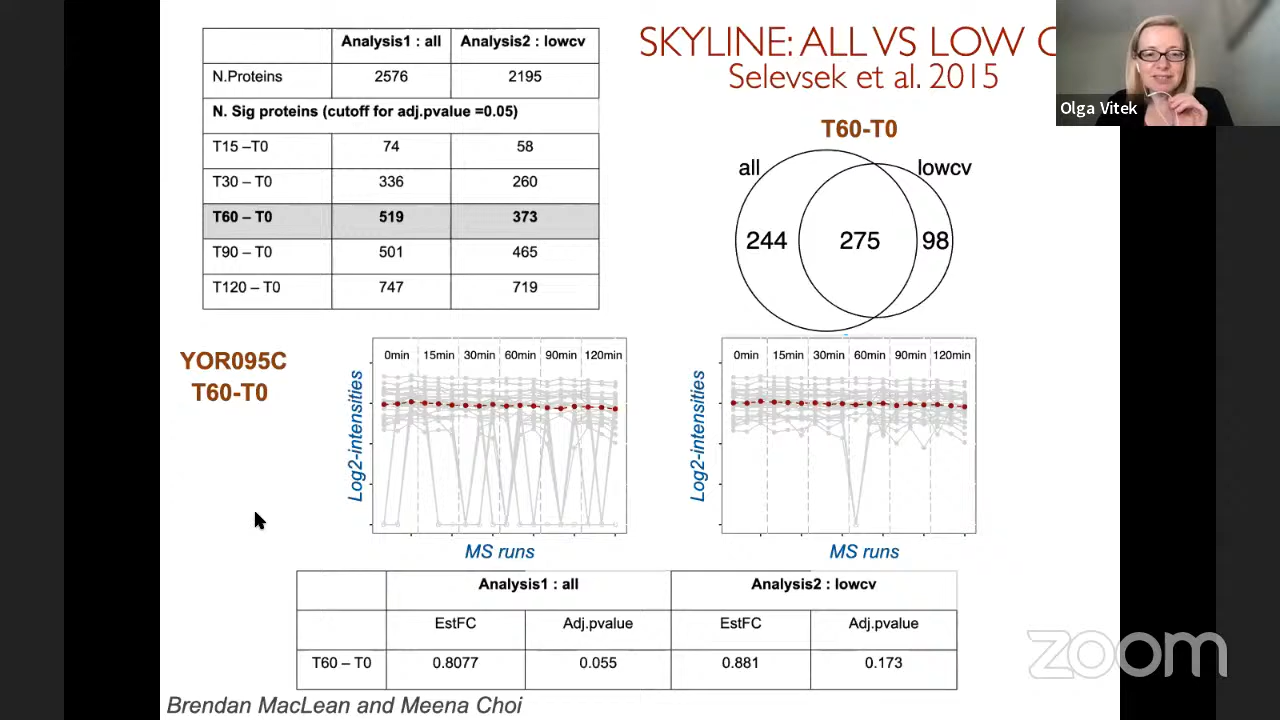 SKYLINE: ALL VS LOW C
Selevsek et al. 2015
Olga Vitek
Analysis1 : all Analysis2 : lowcv
N.Proteins 2576 2195
N. Sig proteins (cutoff for adj.pvalue =0.05)
T15 –T0 74 58
T30 – T0 336 260
T60 – T0 519 373
T90 – T0 501 465
T120 – T0 747 719
T60-T0
all lowcv
244 275 98
YOR095C
T60-T0
0min 15min 30min 60min 90min 120min
Log2-intensities
MS runs
0min 15min 30min 60min 90min 120min
Log2-intensities
MS runs
Analysis1 : all Analysis2 : lowcv
EstFC Adj.pvalue EstFC Adj.pvalue
T60 – T0 0.8077 0.055 0.881 0.173
zoom
Brendan MacLean and Meena Choi